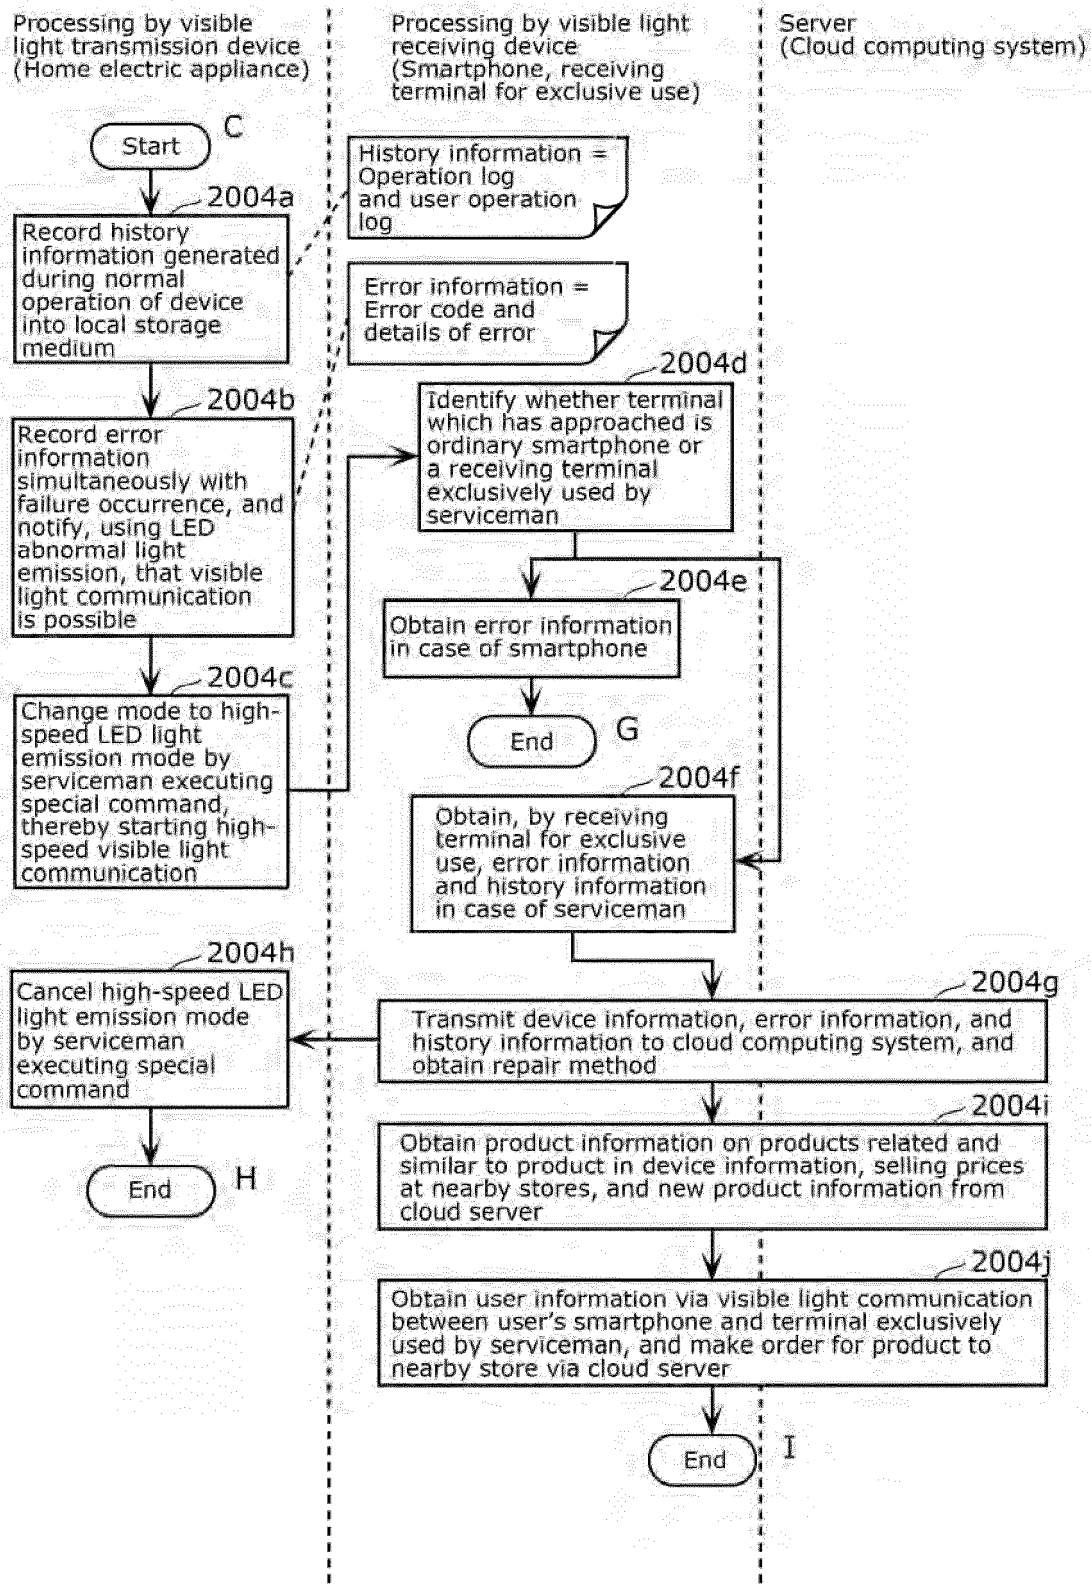 Processing by visible
light transmission device
(Home electric appliance)
Processing by visible light
receiving device
(Smartphone, receiving
terminal for exclusive use)
Server
(Cloud computing system)
C
Start
2004a
Record history
information generated
during normal
operation of device
into local storage
medium
History information =
Operation log
and user operation
log
Error information =
Error code and
details of error
2004b
Record error
information
simultaneously with
failure occurrence, and
notify, using LED
abnormal light
emission, that visible
light communication
is possible
2004c
Change mode to high-
speed LED light
emission mode by
serviceman executing
special command,
thereby starting high-
speed visible light
communication
2004d
Identify whether terminal
which has approached is
ordinary smartphone or
a receiving terminal
exclusively used by
serviceman
2004e
Obtain error information
in case of smartphone
End
G
2004f
Obtain, by receiving
terminal for exclusive
use, error information
and history information
in case of serviceman
2004g
Transmit device information, error information, and
history information to cloud computing system, and
obtain repair method
2004h
Cancel high-speed LED
light emission mode
by serviceman
executing special
command
End
H
2004i
Obtain product information on products related and
similar to product in device information, selling prices
at nearby stores, and new product information from
cloud server
2004j
Obtain user information via visible light communication
between user's smartphone and terminal exclusively
used by serviceman, and make order for product to
nearby store via cloud server
End
I